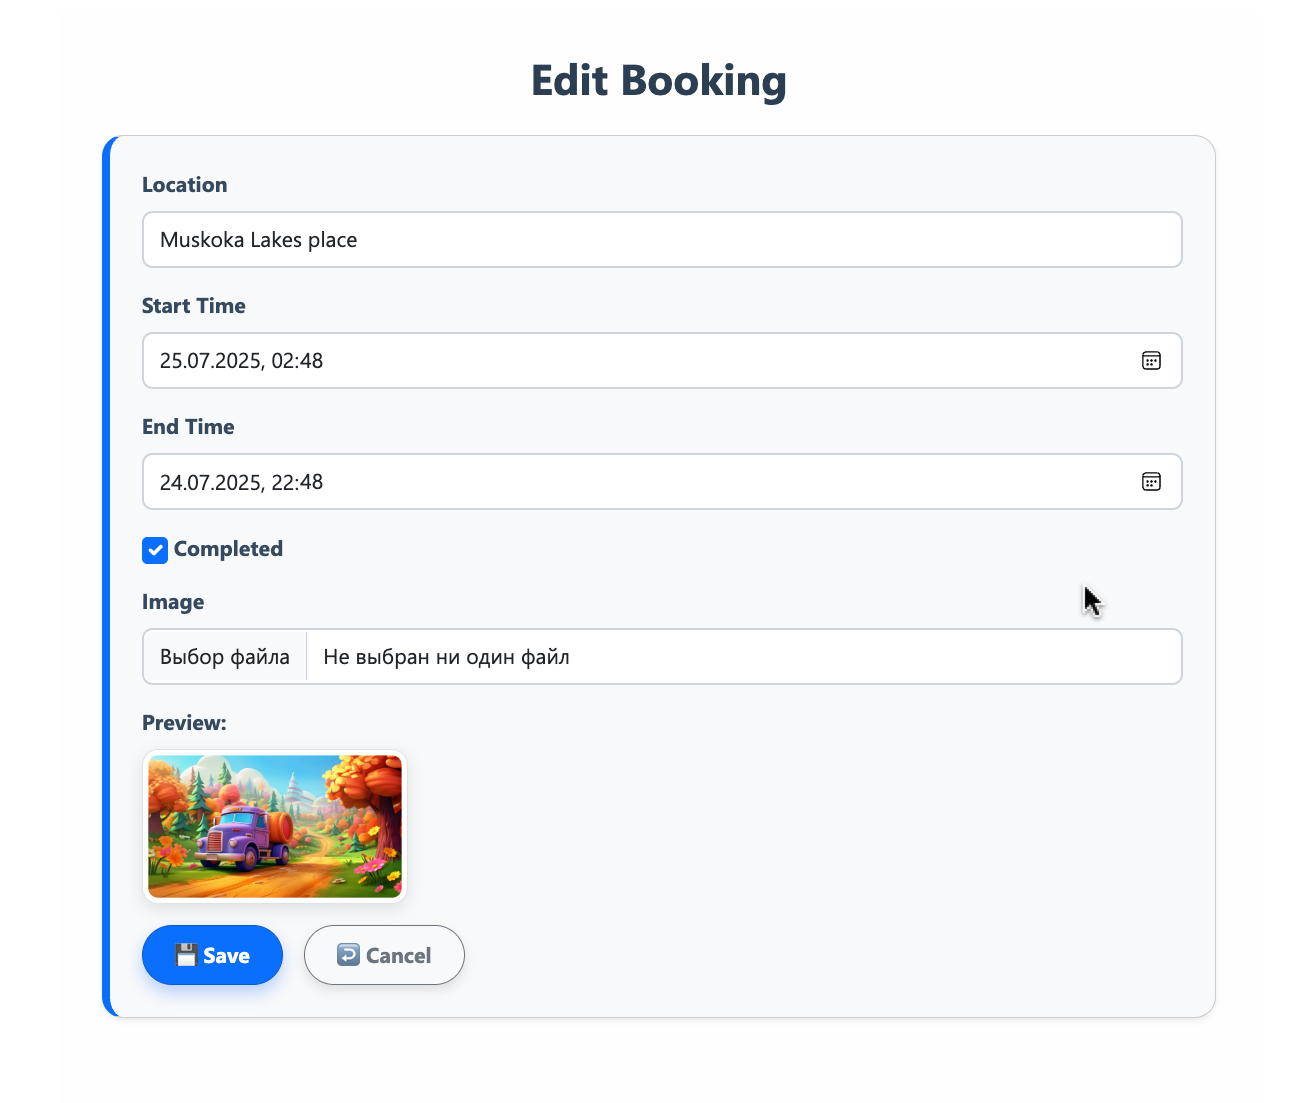 Edit Booking
Location
Muskoka Lakes place
Start Time
25.07.2025, 02:48
End Time
24.07.2025, 22:48
Completed
Image
Выбор файла Не выбран ни один файл
Preview:
Save Cancel